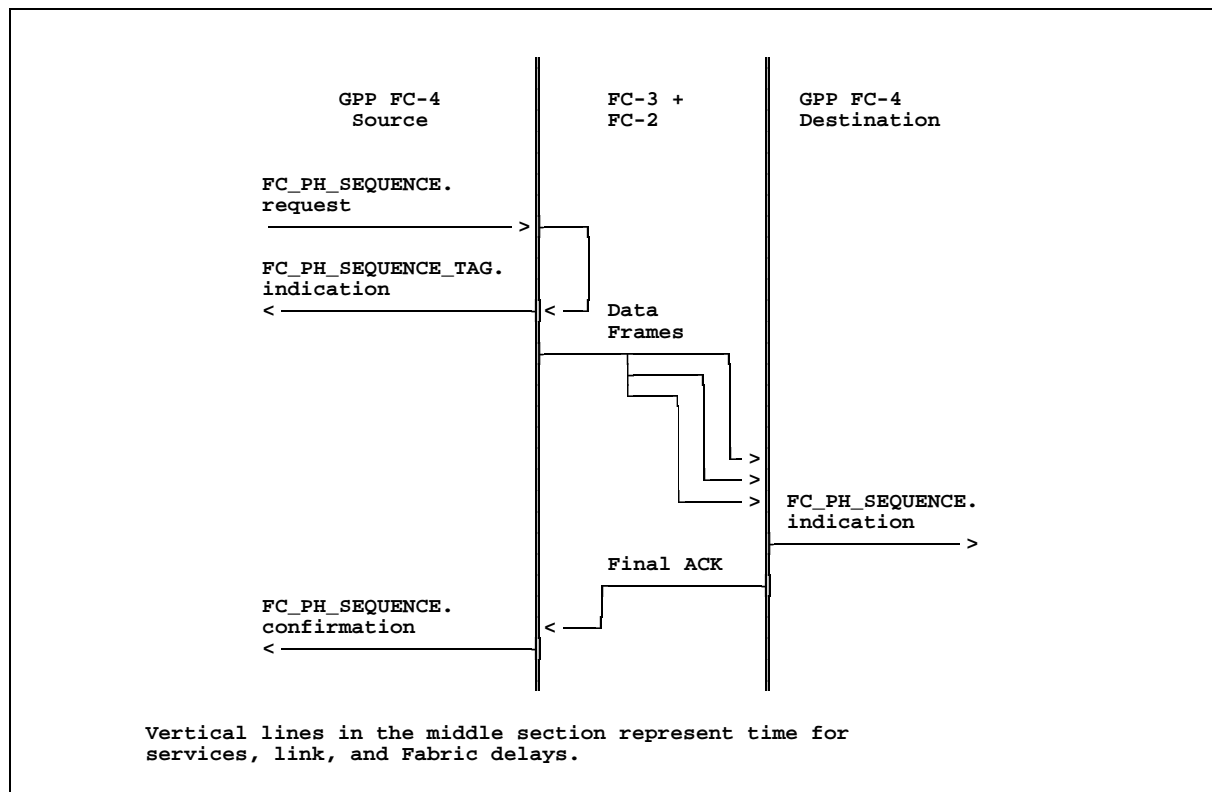 GPP FC-4
Source
FC-3 +
FC-2
GPP FC-4
Destination
FC_PH_SEQUENCE.
request
FC_PH_SEQUENCE_TAG.
indication
Data
Frames
FC_PH_SEQUENCE.
indication
Final ACK
FC_PH_SEQUENCE.
confirmation
Vertical lines in the middle section represent time for
services, link, and Fabric delays.